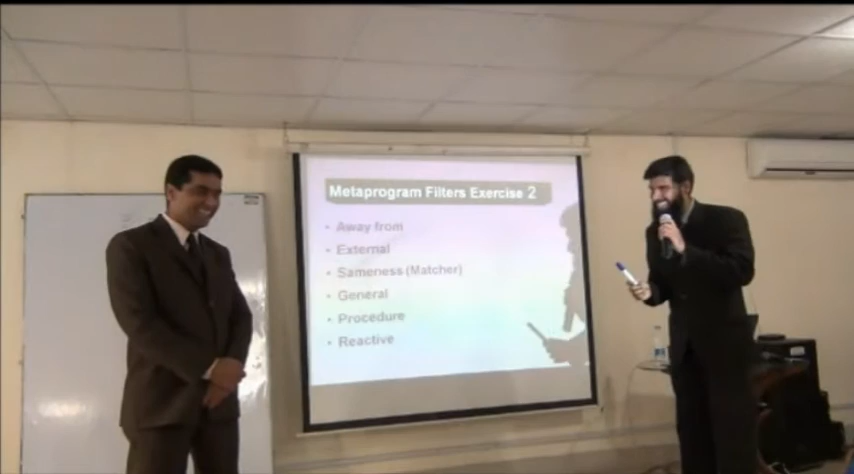 Metaprogram Filters Exercise 2
• Away from
• External
• Sameness (Matcher)
• General
• Procedure
• Reactive